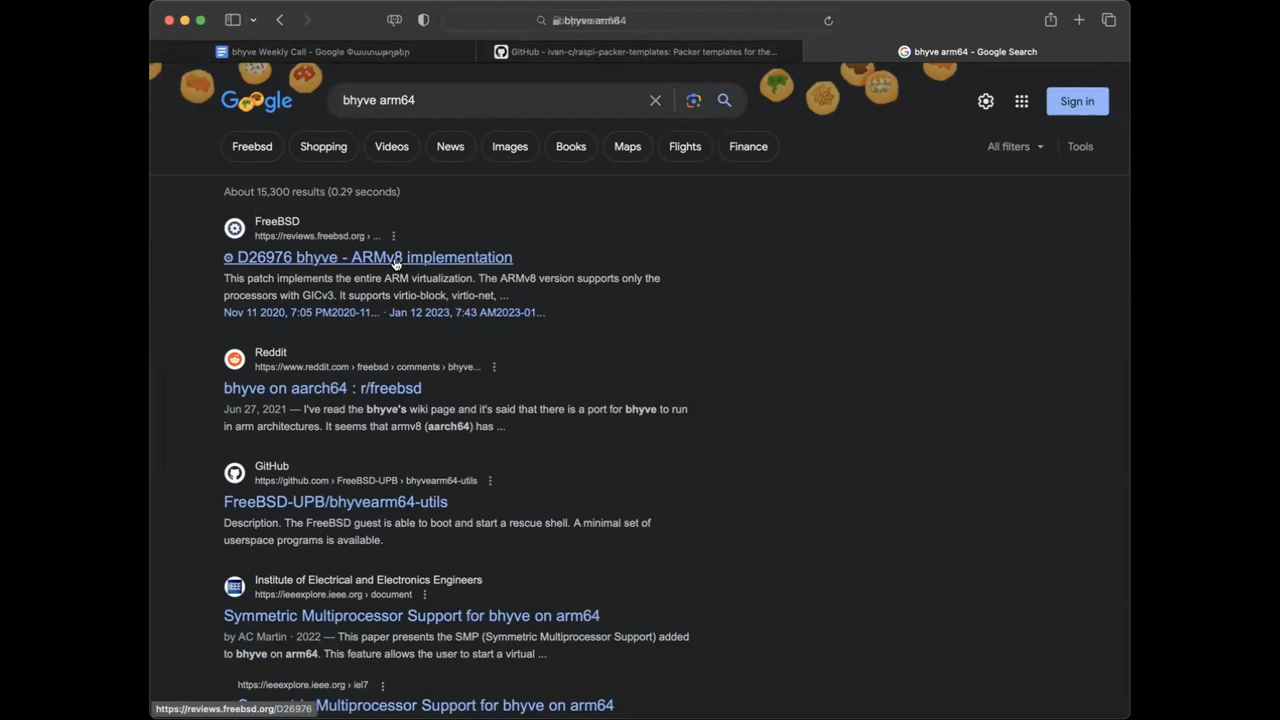 bhyve arm64
bhyve Weekly Call - Google Փաստաթղթեր
GitHub - ivan-c/raspi-packer-templates: Packer templates for the...
bhyve arm64 - Google Search
Google
bhyve arm64
Sign in
Freebsd
Shopping
Videos
News
Images
Books
Maps
Flights
Finance
All filters
Tools
About 15,300 results (0.29 seconds)
FreeBSD
https://reviews.freebsd.org › ...
D26976 bhyve - ARMv8 implementation
This patch implements the entire ARM virtualization. The ARMv8 version supports only the
processors with GICv3. It supports virtio-block, virtio-net, ...
Nov 11 2020, 7:05 PM2020-11... · Jan 12 2023, 7:43 AM2023-01...
Reddit
https://www.reddit.com › freebsd › comments › bhyve...
bhyve on aarch64 : r/freebsd
Jun 27, 2021 — I've read the bhyve's wiki page and it's said that there is a port for bhyve to run
in arm architectures. It seems that armv8 (aarch64) has ...
GitHub
https://github.com › FreeBSD-UPB › bhyvearm64-utils
FreeBSD-UPB/bhyvearm64-utils
Description. The FreeBSD guest is able to boot and start a rescue shell. A minimal set of
userspace programs is available.
Institute of Electrical and Electronics Engineers
https://ieeexplore.ieee.org › document
Symmetric Multiprocessor Support for bhyve on arm64
by AC Martin · 2022 — This paper presents the SMP (Symmetric Multiprocessor Support) added
to bhyve on arm64. This feature allows the user to start a virtual ...
https://ieeexplore.ieee.org › iel7
Multiprocessor Support for bhyve on arm64
https://reviews.freebsd.org/D26976